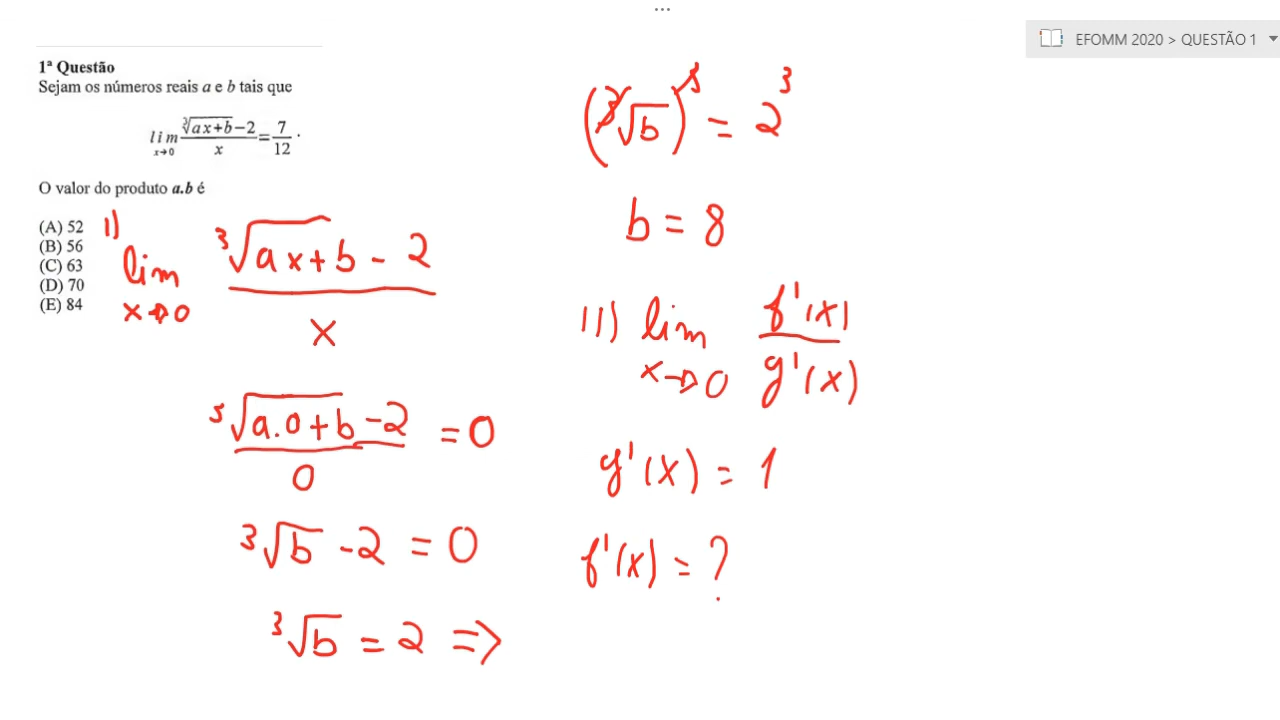 ...
EFOMM 2020 > QUESTÃO 1
1ª Questão
Sejam os números reais a e b tais que
lim x→0 (∛(ax+b) −2)/x = 7/12 .
O valor do produto a.b é
(A) 52
(B) 56
(C) 63
(D) 70
(E) 84
1) lim x→0 (∛(ax+b) - 2)/x
(∛(a.0+b) - 2)/0 = 0
∛b - 2 = 0
∛b = 2 =>
(∛b)³ = 2³
b = 8
11) lim x→0 f'(x)/g'(x)
g'(x) = 1
f'(x) = ?